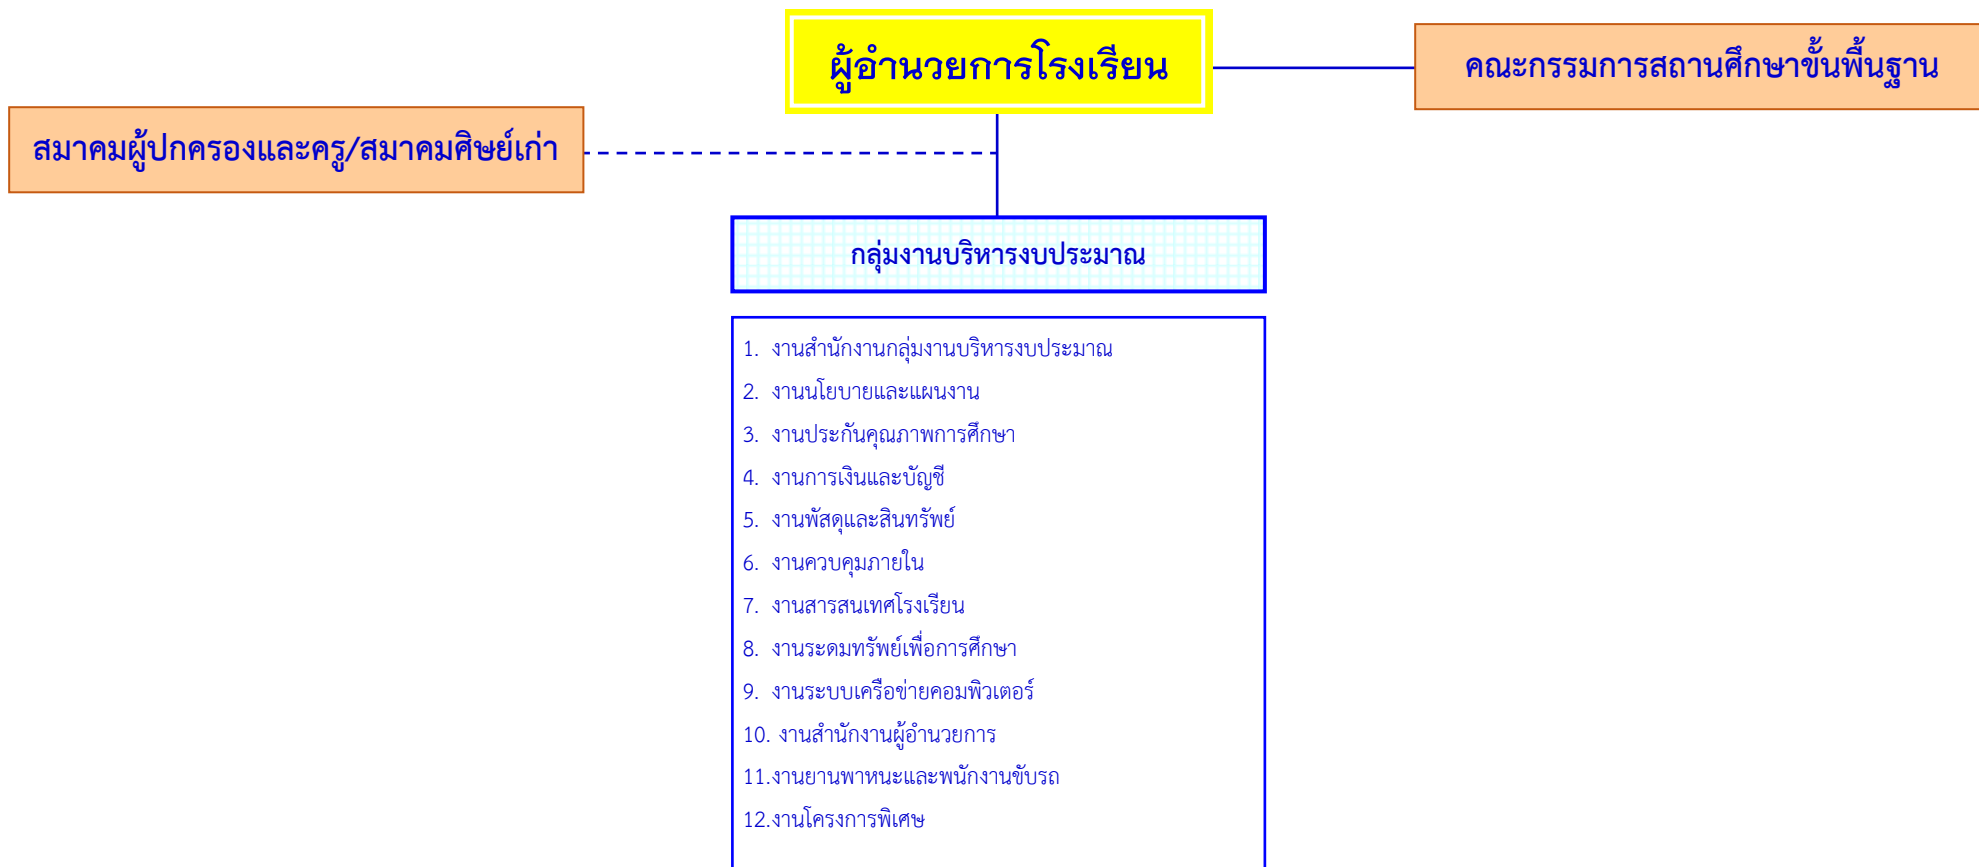 ผู้อำนวยการโรงเรียน
คณะกรรมการสถานศึกษาขั้นพื้นฐาน
สมาคมผู้ปกครองและครู/สมาคมศิษย์เก่า
กลุ่มงานบริหารงบประมาณ
1. งานสำนักงานกลุ่มงานบริหารงบประมาณ
2. งานนโยบายและแผนงาน
3. งานประกันคุณภาพการศึกษา
4. งานการเงินและบัญชี
5. งานพัสดุและสินทรัพย์
6. งานควบคุมภายใน
7. งานสารสนเทศโรงเรียน
8. งานระดมทรัพย์เพื่อการศึกษา
9. งานระบบเครือข่ายคอมพิวเตอร์
10. งานสำนักงานผู้อำนวยการ
11.งานยานพาหนะและพนักงานขับรถ
12.งานโครงการพิเศษ